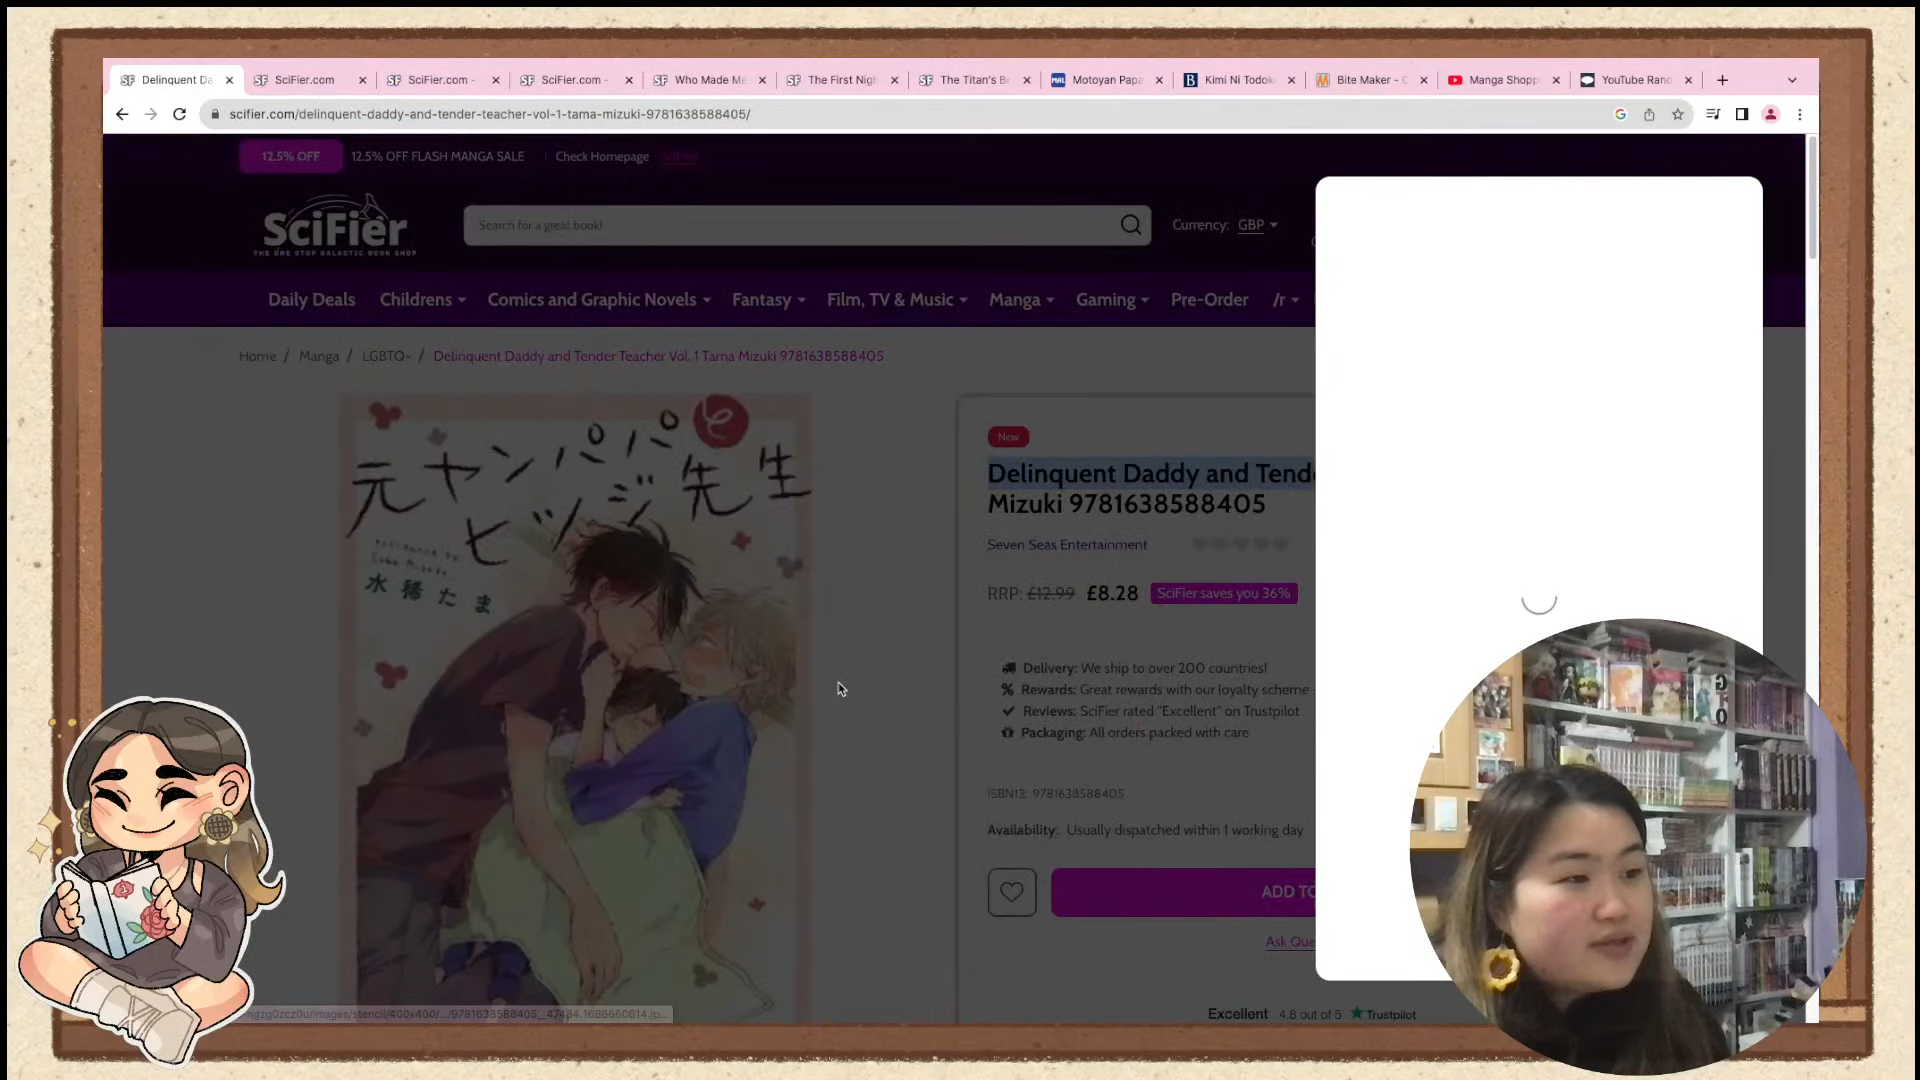 Delinquent Da
SciFier.com
SciFier.com -
SciFier.com -
Who Made Me
The First Nigh
The Titan's Br
Motoyan Papa
Kimi Ni Todok
Bite Maker - C
Manga Shopp
YouTube Rand
scifier.com/delinquent-daddy-and-tender-teacher-vol-1-tama-mizuki-9781638588405/
12.5% OFF
12.5% OFF FLASH MANGA SALE
Check Homepage
SciFier
SciFier
THE ONE STOP GALACTIC BOOK SHOP
Search for a great book!
Currency: GBP
Daily Deals
Childrens
Comics and Graphic Novels
Fantasy
Film, TV & Music
Manga
Gaming
Pre-Order
/r
Home / Manga / LGBTQ+ / Delinquent Daddy and Tender Teacher Vol. 1 Tama Mizuki 9781638588405
元ヤンパパと
ヒツジ先生
水稀たま
New
Delinquent Daddy and Tende
Mizuki 9781638588405
Seven Seas Entertainment
RRP: £12.99 £8.28 SciFier saves you 36%
Delivery: We ship to over 200 countries!
Rewards: Great rewards with our loyalty scheme
Reviews: SciFier rated "Excellent" on Trustpilot
Packaging: All orders packed with care
ISBN13: 9781638588405
Availability: Usually dispatched within 1 working day
ADD TO
Ask Que
Excellent 4.8 out of 5 Trustpilot